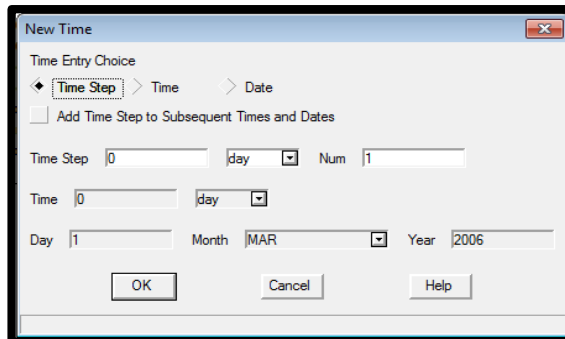 New Time
Time Entry Choice
Time Step Time Date
Add Time Step to Subsequent Times and Dates
Time Step 0 day Num 1
Time 0 day
Day 1 Month MAR Year 2006
OK Cancel Help